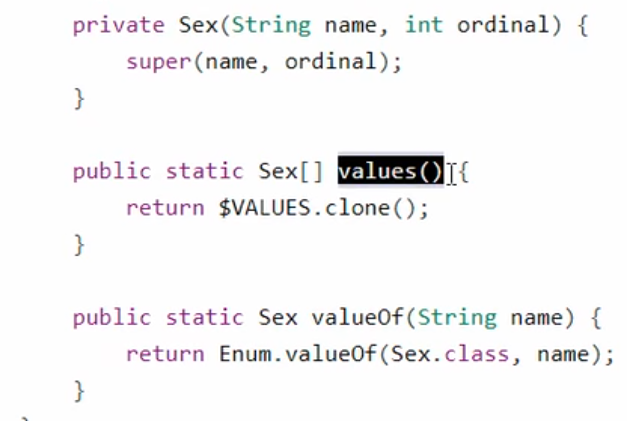 private Sex(String name, int ordinal) {
super(name, ordinal);
}
public static Sex[] values() {
return $VALUES.clone();
}
public static Sex valueOf(String name) {
return Enum.valueOf(Sex.class, name);
}